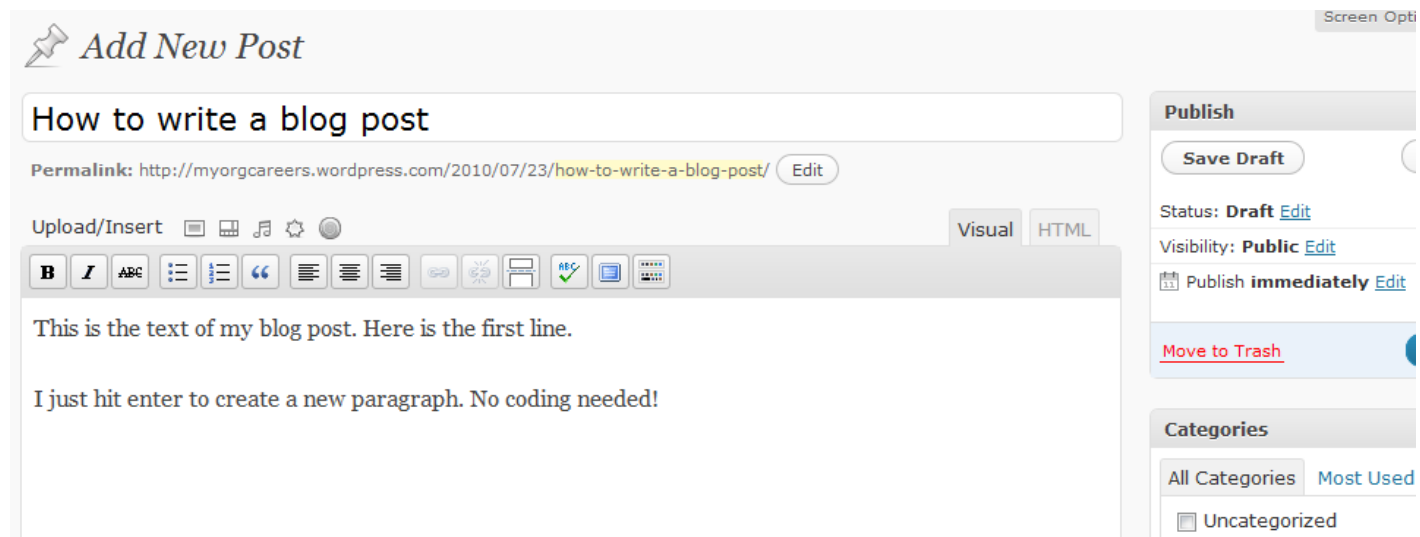 Screen Opti
Add New Post
How to write a blog post
Permalink: http://myorgcareers.wordpress.com/2010/07/23/how-to-write-a-blog-post/ Edit
Upload/Insert
Visual HTML
B I ABC ABC
This is the text of my blog post. Here is the first line.
I just hit enter to create a new paragraph. No coding needed!
Publish
Save Draft
Status: Draft Edit
Visibility: Public Edit
11 Publish immediately Edit
Move to Trash
Categories
All Categories Most Used
Uncategorized